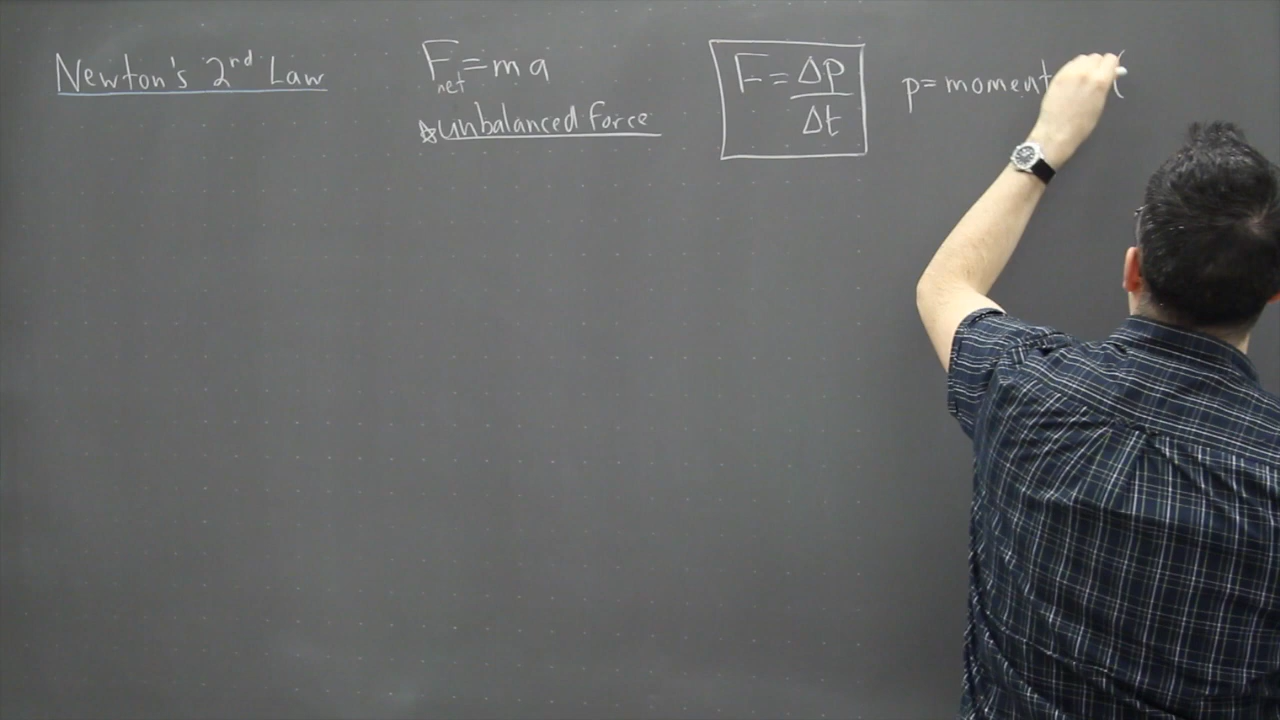 Newton's 2nd Law
F net = ma
☆unbalanced force
F = Δp/Δt
p = moment (